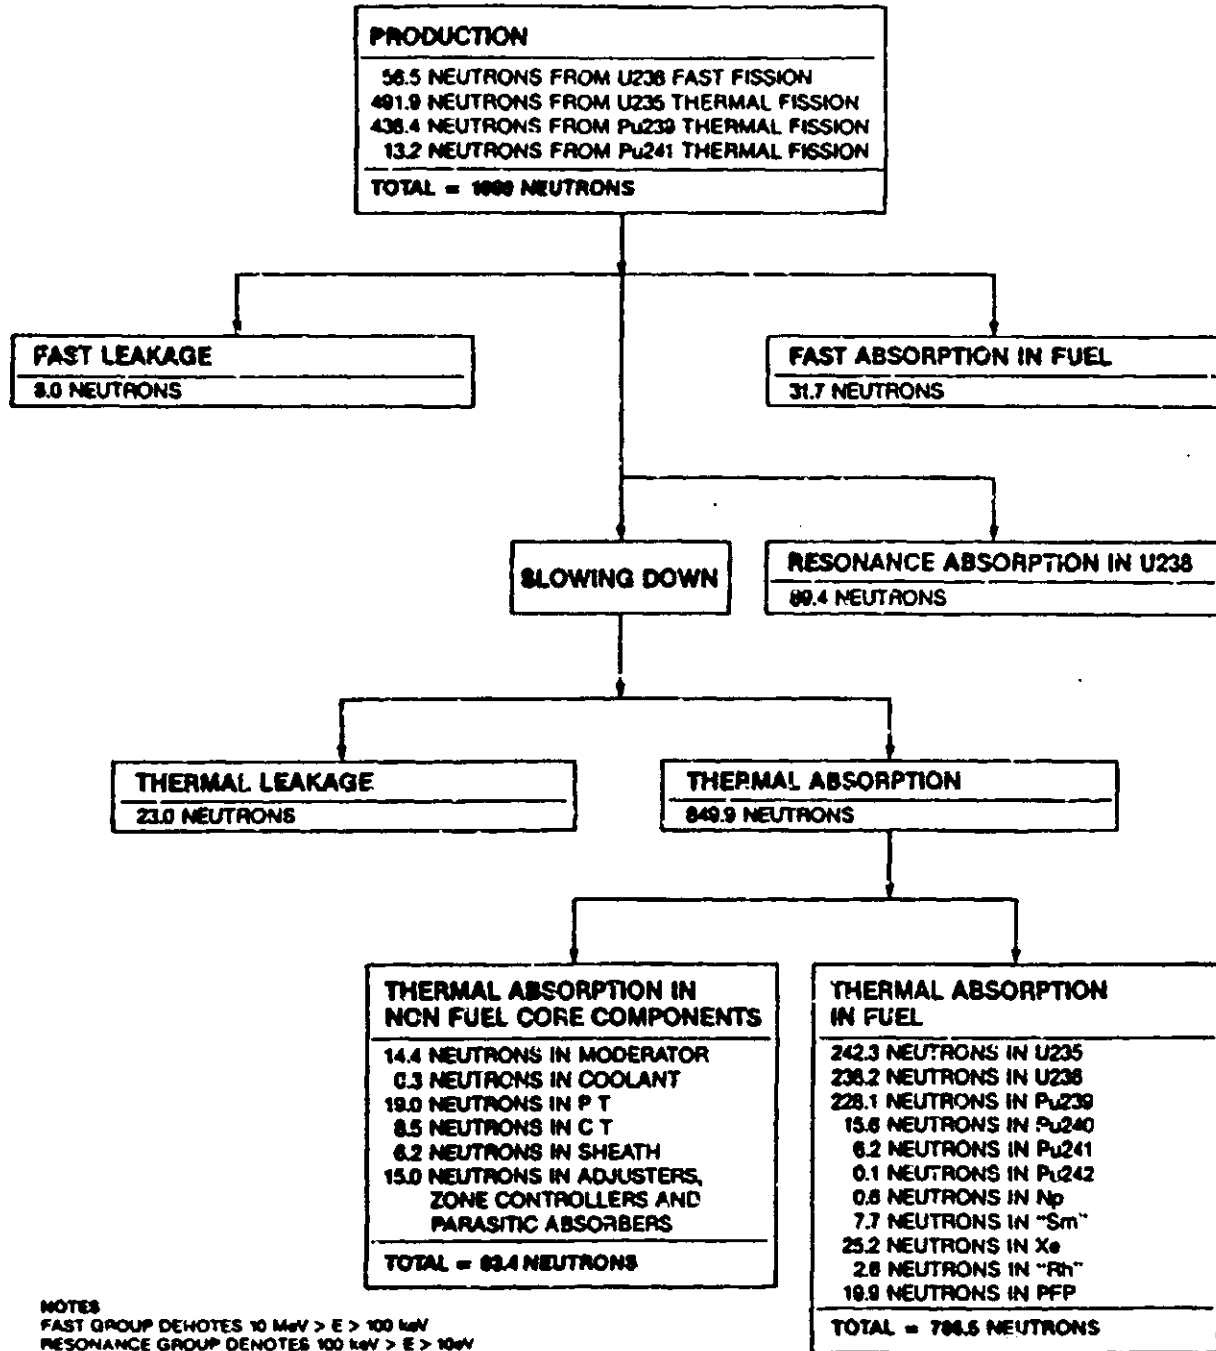 PRODUCTION
56.5 NEUTRONS FROM U238 FAST FISSION
491.9 NEUTRONS FROM U235 THERMAL FISSION
438.4 NEUTRONS FROM Pu239 THERMAL FISSION
13.2 NEUTRONS FROM Pu241 THERMAL FISSION
TOTAL = 1000 NEUTRONS
FAST LEAKAGE
6.0 NEUTRONS
FAST ABSORPTION IN FUEL
31.7 NEUTRONS
SLOWING DOWN
RESONANCE ABSORPTION IN U238
89.4 NEUTRONS
THERMAL LEAKAGE
23.0 NEUTRONS
THERMAL ABSORPTION
849.9 NEUTRONS
THERMAL ABSORPTION IN
NON FUEL CORE COMPONENTS
14.4 NEUTRONS IN MODERATOR
0.3 NEUTRONS IN COOLANT
19.0 NEUTRONS IN P T
8.5 NEUTRONS IN C T
6.2 NEUTRONS IN SHEATH
15.0 NEUTRONS IN ADJUSTERS,
ZONE CONTROLLERS AND
PARASITIC ABSORBERS
TOTAL = 63.4 NEUTRONS
THERMAL ABSORPTION
IN FUEL
242.3 NEUTRONS IN U235
238.2 NEUTRONS IN U238
228.1 NEUTRONS IN Pu239
15.6 NEUTRONS IN Pu240
6.2 NEUTRONS IN Pu241
0.1 NEUTRONS IN Pu242
0.6 NEUTRONS IN Np
7.7 NEUTRONS IN "Sm"
25.2 NEUTRONS IN Xe
2.6 NEUTRONS IN "Rh"
19.9 NEUTRONS IN PFP
TOTAL = 786.5 NEUTRONS
NOTES
FAST GROUP DENOTES 10 MeV > E > 100 keV
RESONANCE GROUP DENOTES 100 keV > E > 10eV